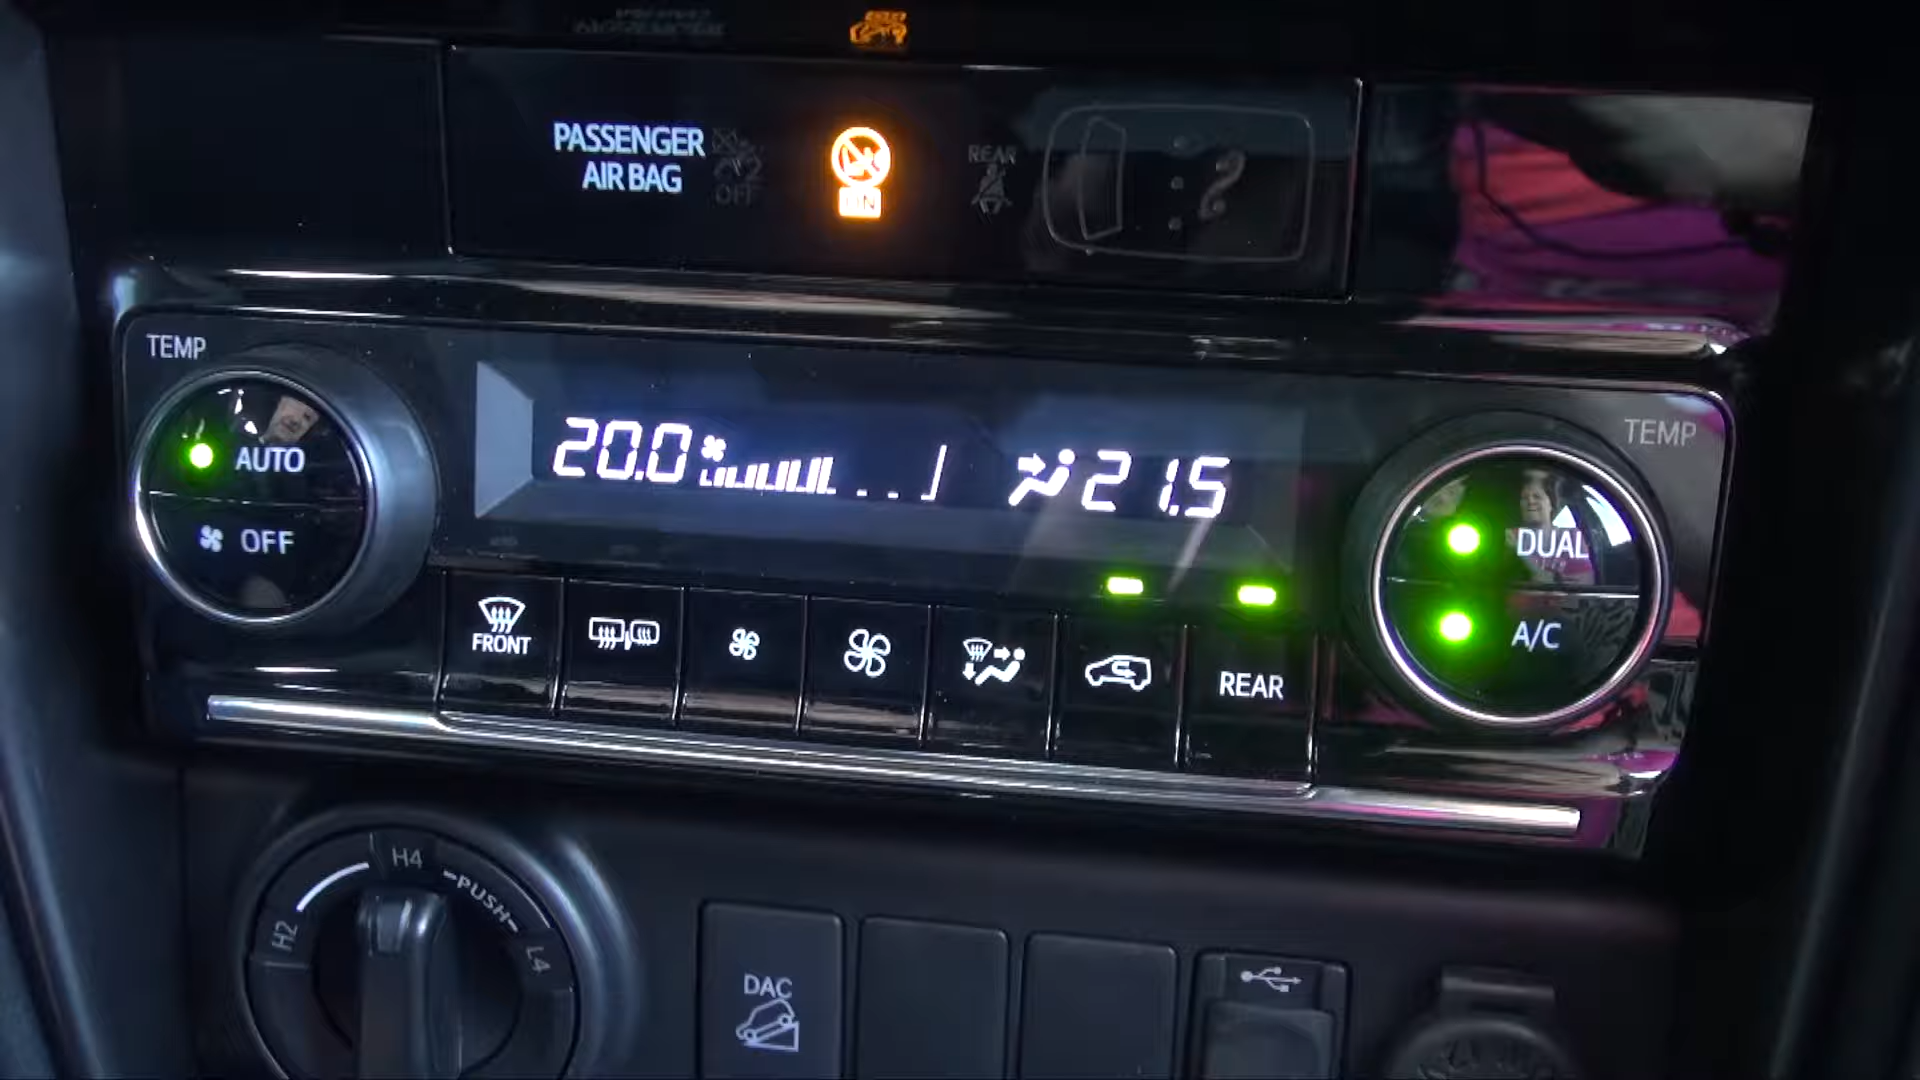 PASSENGER
AIR BAG
OFF
ON
REAR
TEMP
TEMP
AUTO
OFF
20.0
21.5
DUAL
A/C
FRONT
REAR
H2
H4
-PUSH-
L4
DAC